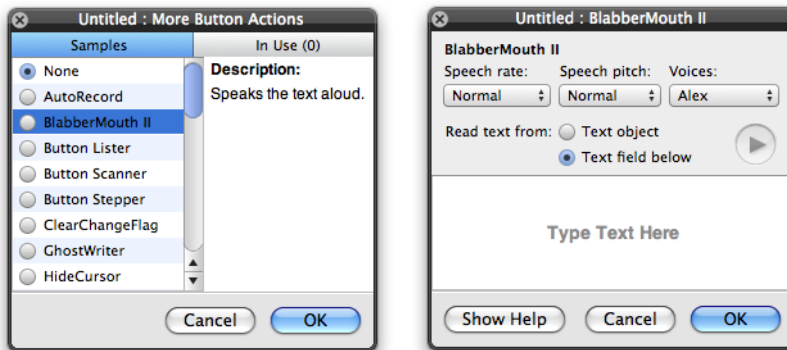 Untitled : More Button Actions
Samples
In Use (0)
None
AutoRecord
BlabberMouth II
Button Lister
Button Scanner
Button Stepper
ClearChangeFlag
GhostWriter
HideCursor
Description:
Speaks the text aloud.
Cancel
OK
Untitled : BlabberMouth II
BlabberMouth II
Speech rate: Speech pitch: Voices:
Normal Normal Alex
Read text from: Text object
Text field below
Type Text Here
Show Help Cancel OK